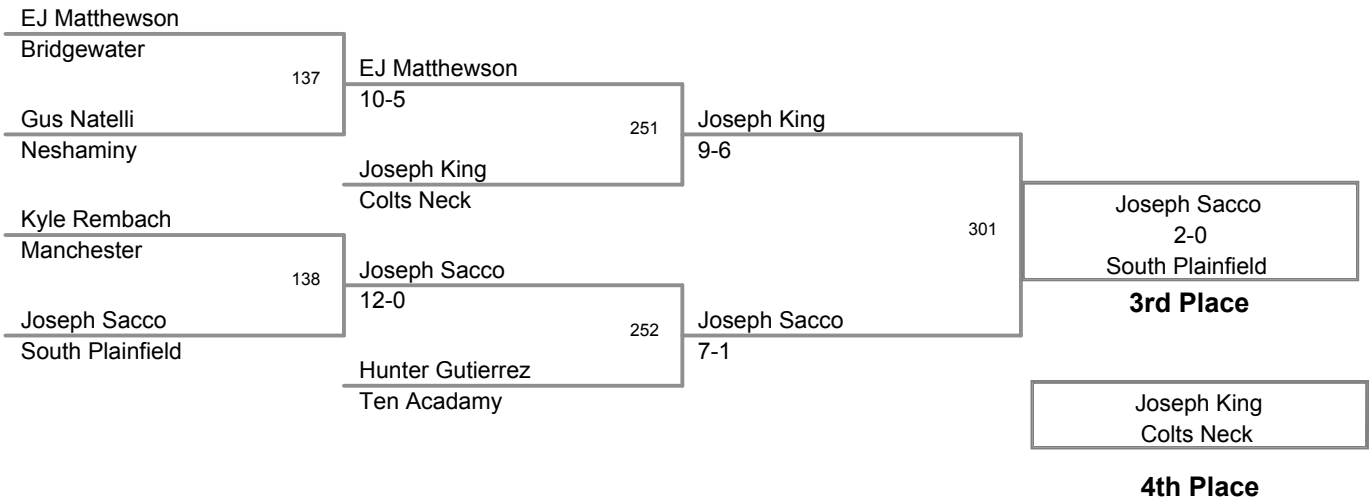 EJ Matthewson
Bridgewater
137
EJ Matthewson
10-5
Gus Natelli
Neshaminy
251
Joseph King
9-6
Joseph King
Colts Neck
Kyle Rembach
Manchester
301
Joseph Sacco
2-0
South Plainfield
3rd Place
138
Joseph Sacco
12-0
Joseph Sacco
South Plainfield
252
Joseph Sacco
7-1
Hunter Gutierrez
Ten Acadamy
Joseph King
Colts Neck
4th Place